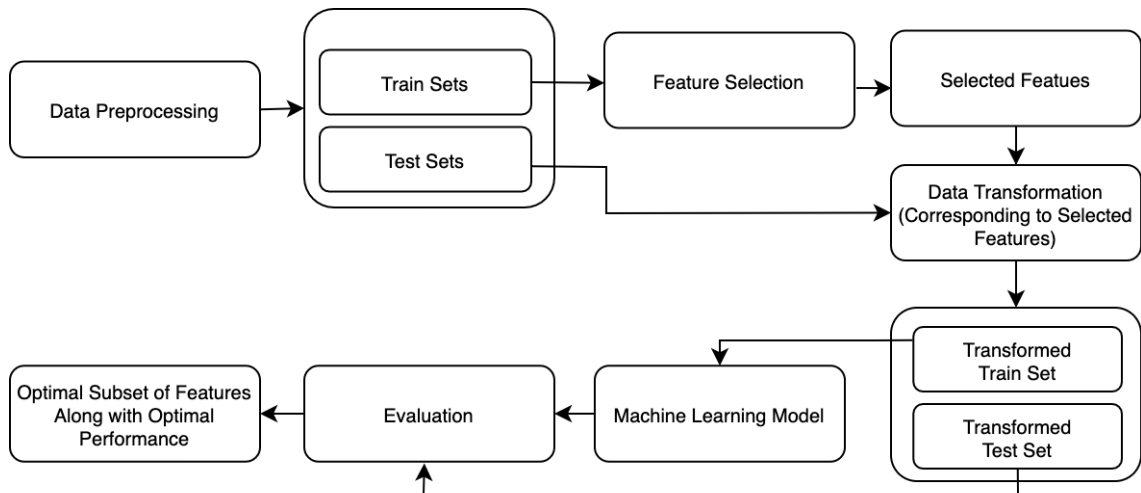 Data Preprocessing
Train Sets
Test Sets
Feature Selection
Selected Featues
Data Transformation
(Corresponding to Selected
Features)
Transformed
Train Set
Transformed
Test Set
Machine Learning Model
Evaluation
Optimal Subset of Features
Along with Optimal
Performance